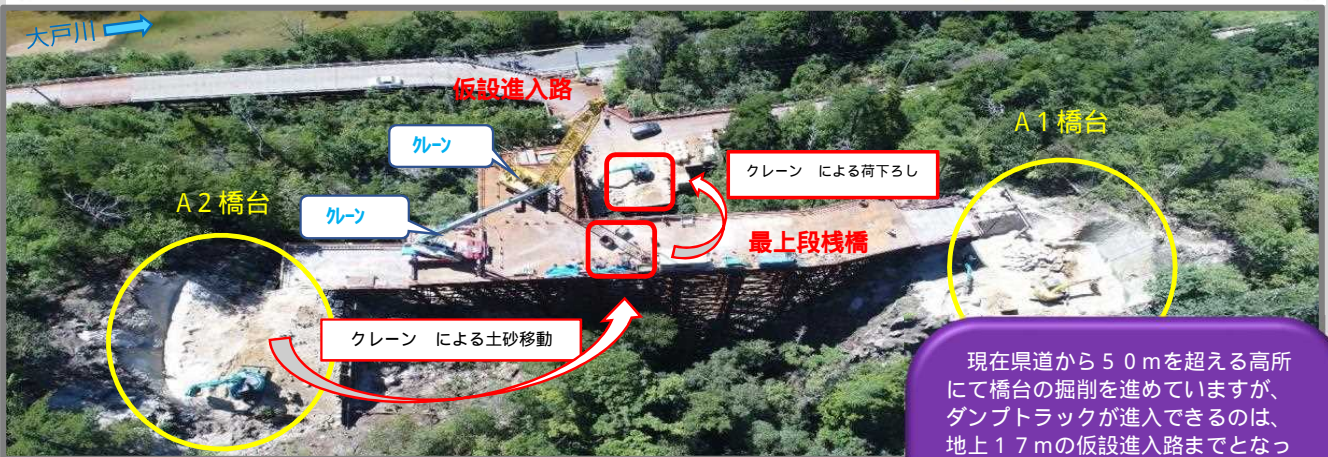 大戸川
仮設進入路
クレーン
A1橋台
クレーン　による荷下ろし
A2橋台
クレーン
最上段桟橋
クレーン　による土砂移動
現在県道から50mを超える高所
にて橋台の掘削を進めていますが、
ダンプトラックが進入できるのは、
地上17mの仮設進入路までとなっ